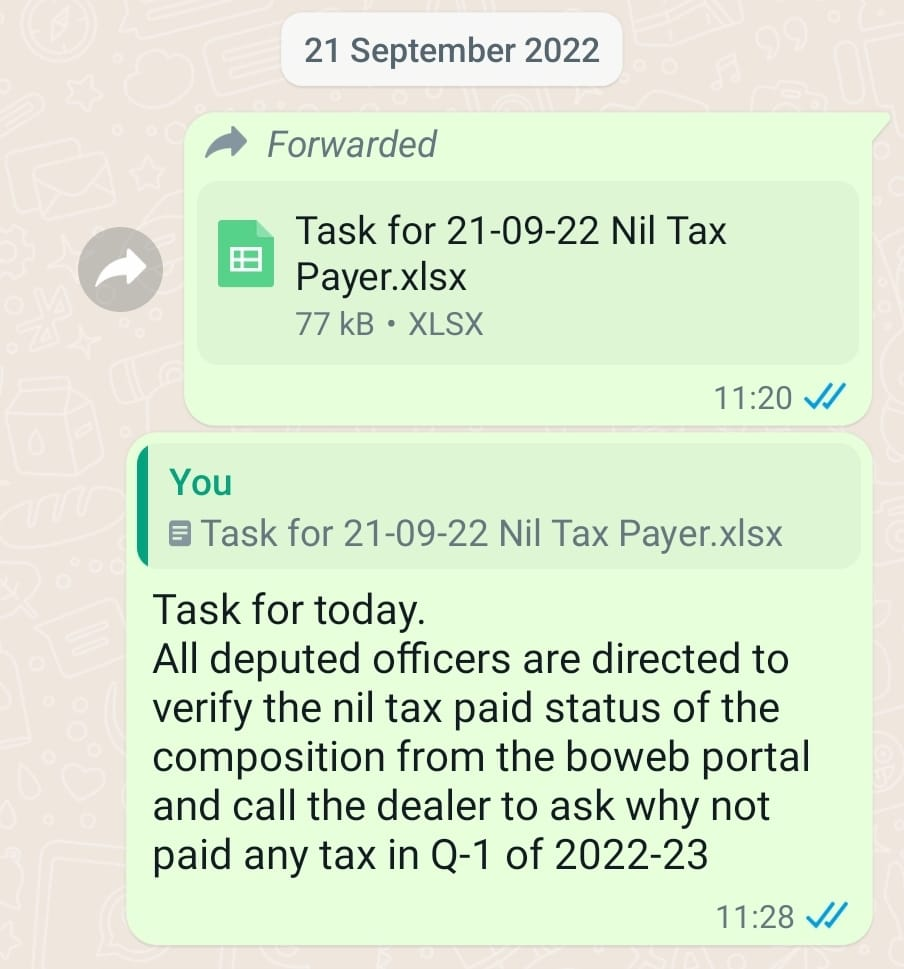 21 September 2022
Forwarded
Task for 21-09-22 Nil Tax
Payer.xlsx
77 kB • XLSX
11:20
You
Task for 21-09-22 Nil Tax Payer.xlsx
Task for today.
All deputed officers are directed to
verify the nil tax paid status of the
composition from the boweb portal
and call the dealer to ask why not
paid any tax in Q-1 of 2022-23
11:28